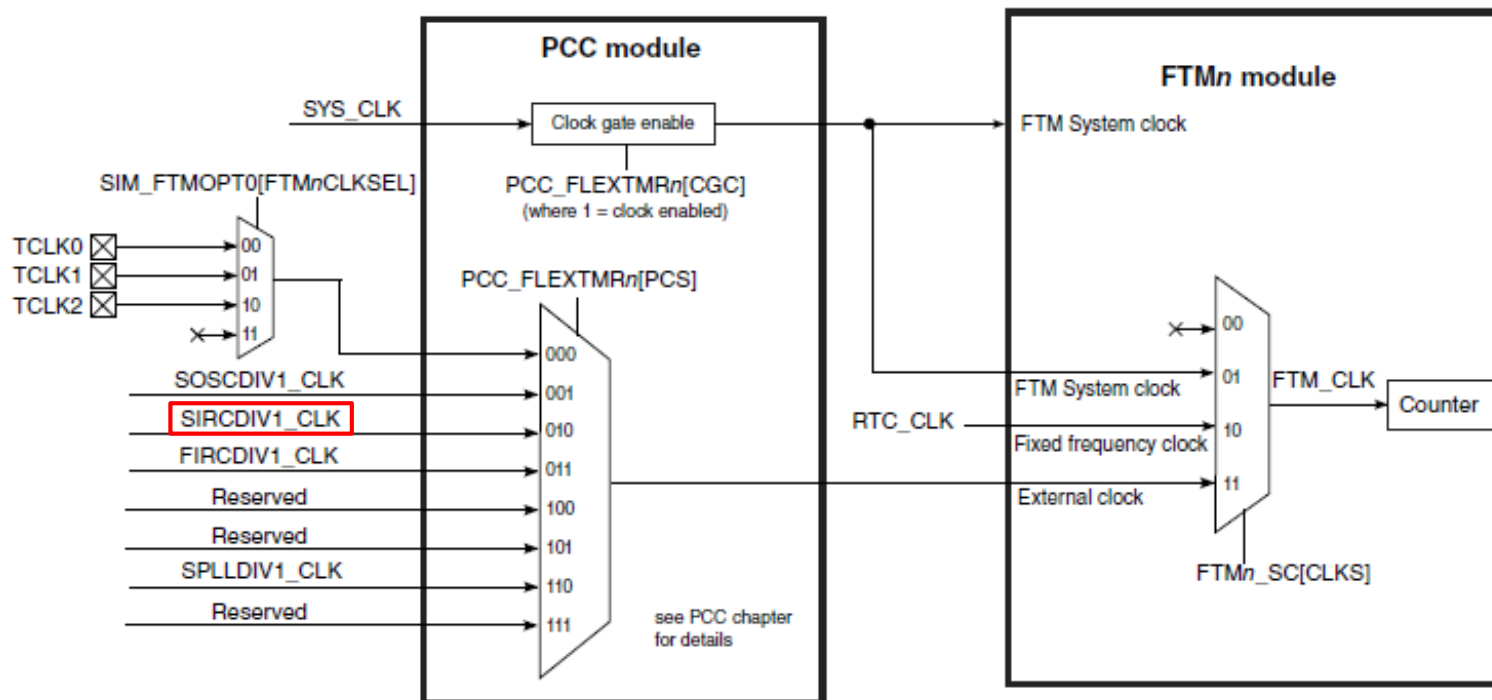 PCC module
FTMn module
SYS_CLK
Clock gate enable
FTM System clock
SIM_FTMOPT0[FTMnCLKSEL]
PCC_FLEXTMRn[CGC]
(where 1 = clock enabled)
TCLK0
00
TCLK1
01
TCLK2
10
11
PCC_FLEXTMRn[PCS]
000
SOSCDIV1_CLK
001
SIRCDIV1_CLK
010
FIRCDIV1_CLK
011
Reserved
100
Reserved
101
SPLLDIV1_CLK
110
Reserved
111
see PCC chapter
for details
00
FTM System clock
01
RTC_CLK
Fixed frequency clock
10
External clock
11
FTM_CLK
Counter
FTMn_SC[CLKS]